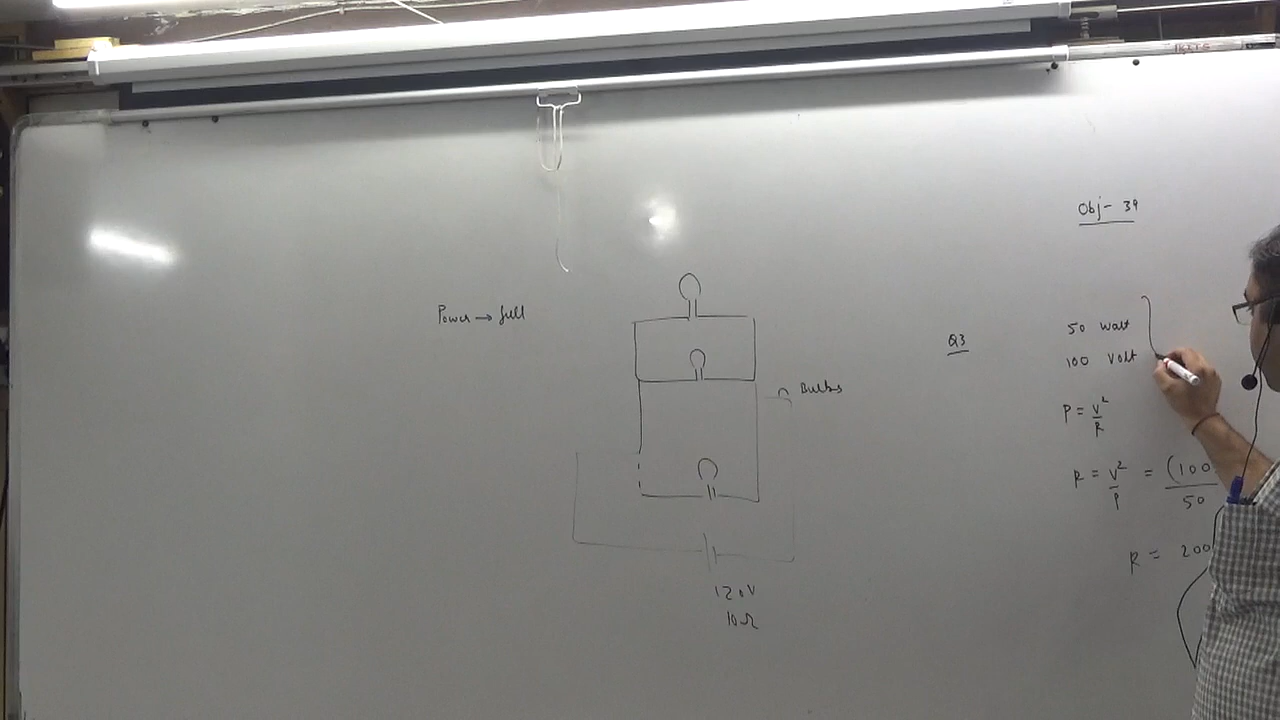 Obj- 39
Power → full
Q3
50 watt
100 Volt
n Bulbs
P = V²/R
R = V²/P = (100/50
R = 200
120V
10Ω